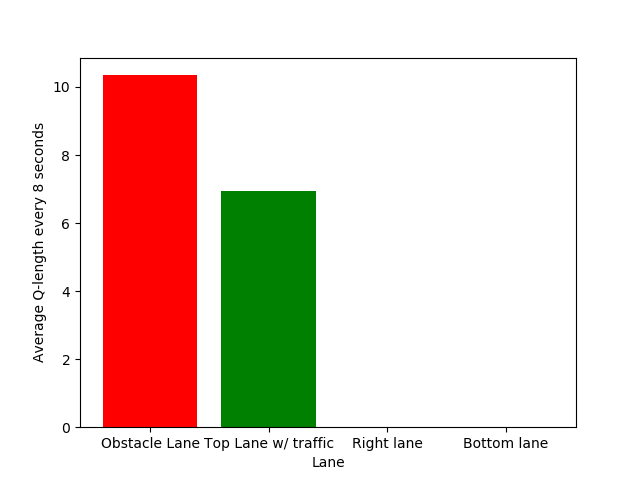 10
8
6
4
2
0
Average Q-length every 8 seconds
Obstacle Lane Top Lane w/ traffic Right lane Bottom lane
Lane